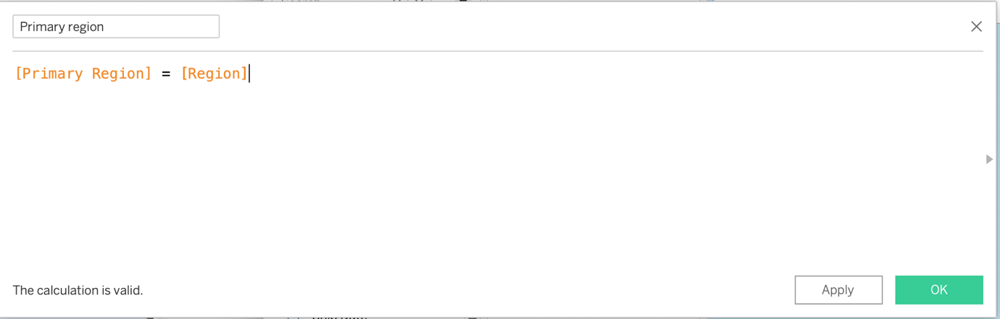 Primary region
[Primary Region] = [Region]
The calculation is valid.
Apply
OK